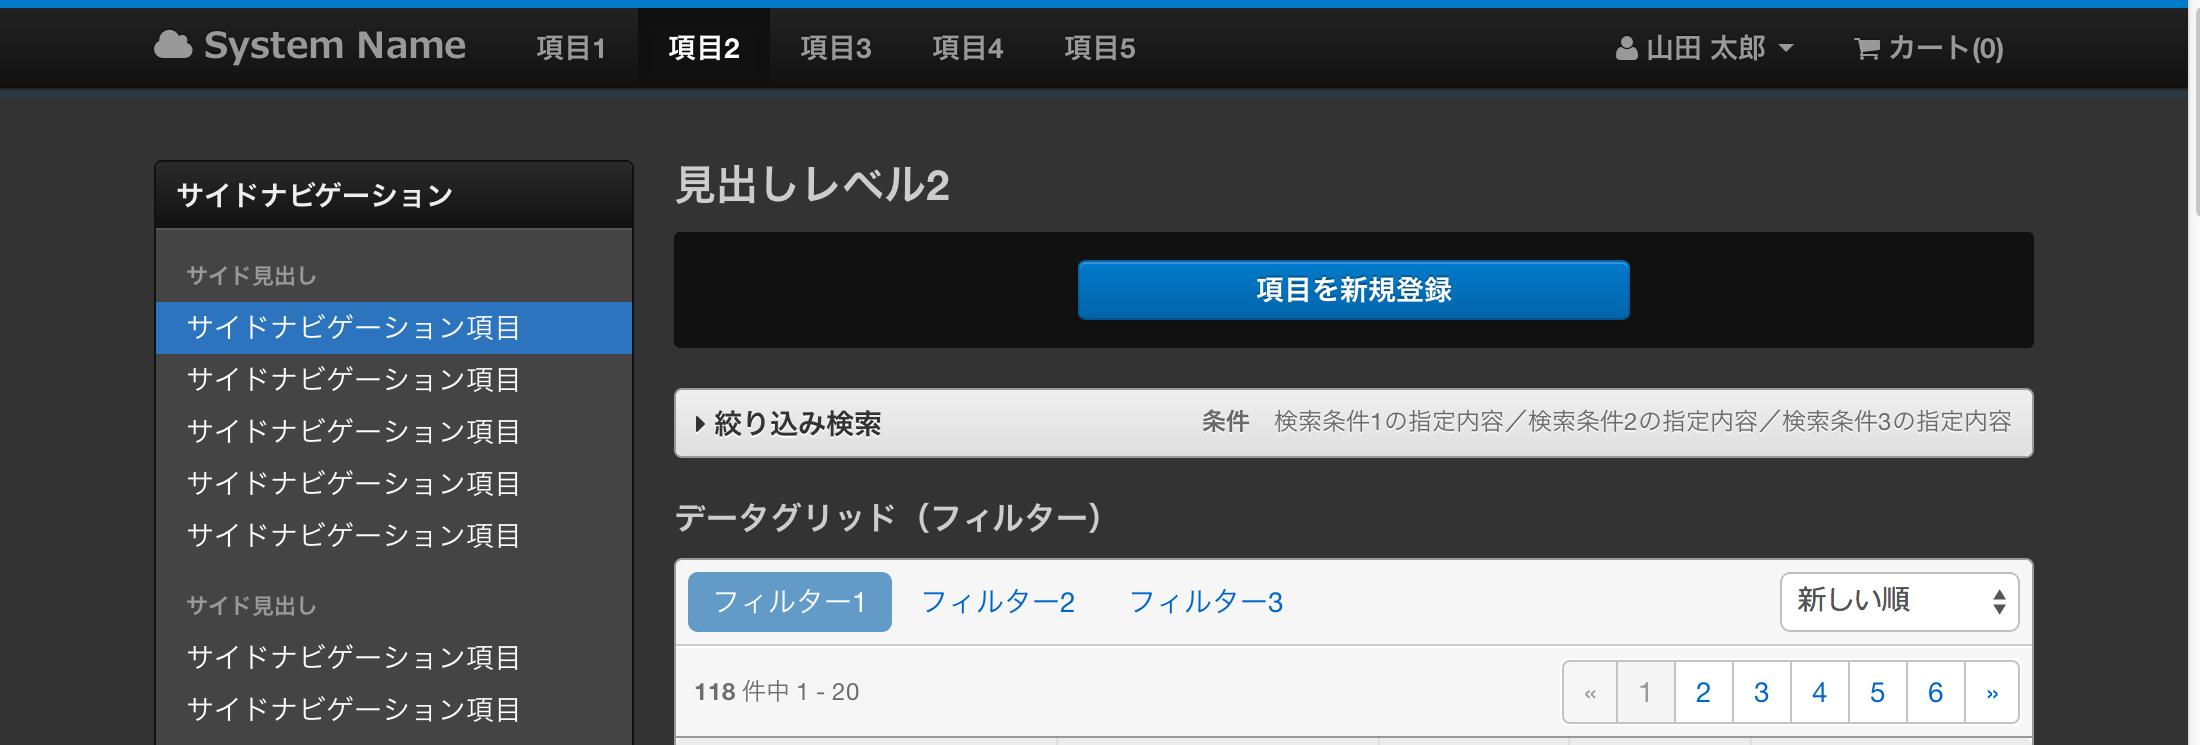 System Name 項目1 項目2 項目3 項目4 項目5 山田 太郎 カート(0)
サイドナビゲーション
サイド見出し
サイドナビゲーション項目
サイドナビゲーション項目
サイドナビゲーション項目
サイドナビゲーション項目
サイドナビゲーション項目
サイド見出し
サイドナビゲーション項目
サイドナビゲーション項目
見出しレベル2
項目を新規登録
絞り込み検索 条件 検索条件1の指定内容／検索条件2の指定内容／検索条件3の指定内容
データグリッド（フィルター）
フィルター1 フィルター2 フィルター3 新しい順
118 件中 1 - 20 « 1 2 3 4 5 6 »